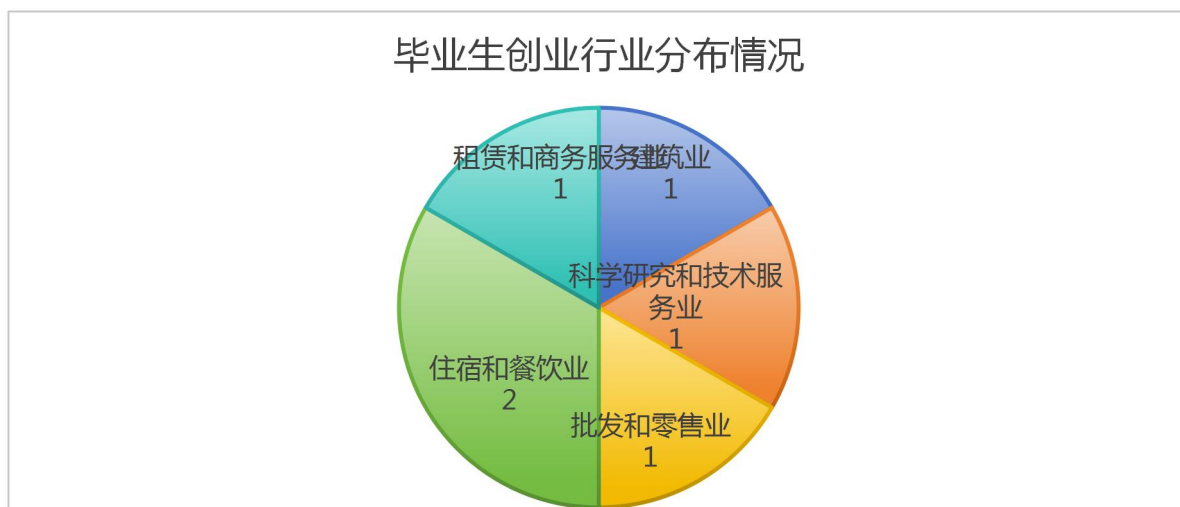 毕业生创业行业分布情况
租赁和商务服务业
1
建筑业
1
科学研究和技术服
务业
1
住宿和餐饮业
2
批发和零售业
1